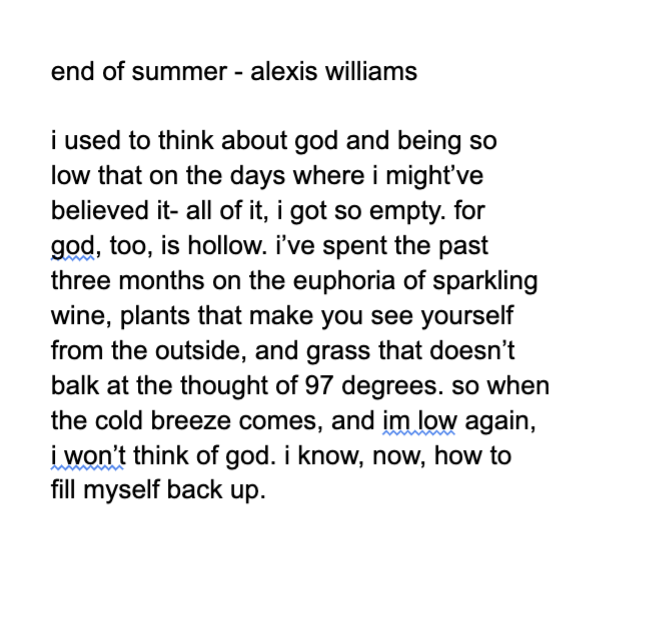 end of summer - alexis williams
i used to think about god and being so
low that on the days where i might’ve
believed it- all of it, i got so empty. for
god, too, is hollow. i’ve spent the past
three months on the euphoria of sparkling
wine, plants that make you see yourself
from the outside, and grass that doesn’t
balk at the thought of 97 degrees. so when
the cold breeze comes, and im low again,
i won’t think of god. i know, now, how to
fill myself back up.